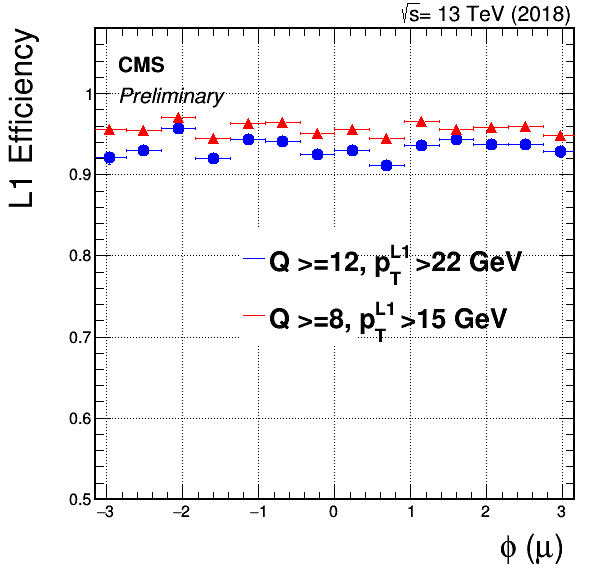 √s= 13 TeV (2018)
L1 Efficiency
CMS
Preliminary
1
0.9
0.8
0.7
0.6
0.5
Q >=12, p_T^L1 >22 GeV
Q >=8, p_T^L1 >15 GeV
−3 −2 −1 0 1 2 3
ϕ (μ)